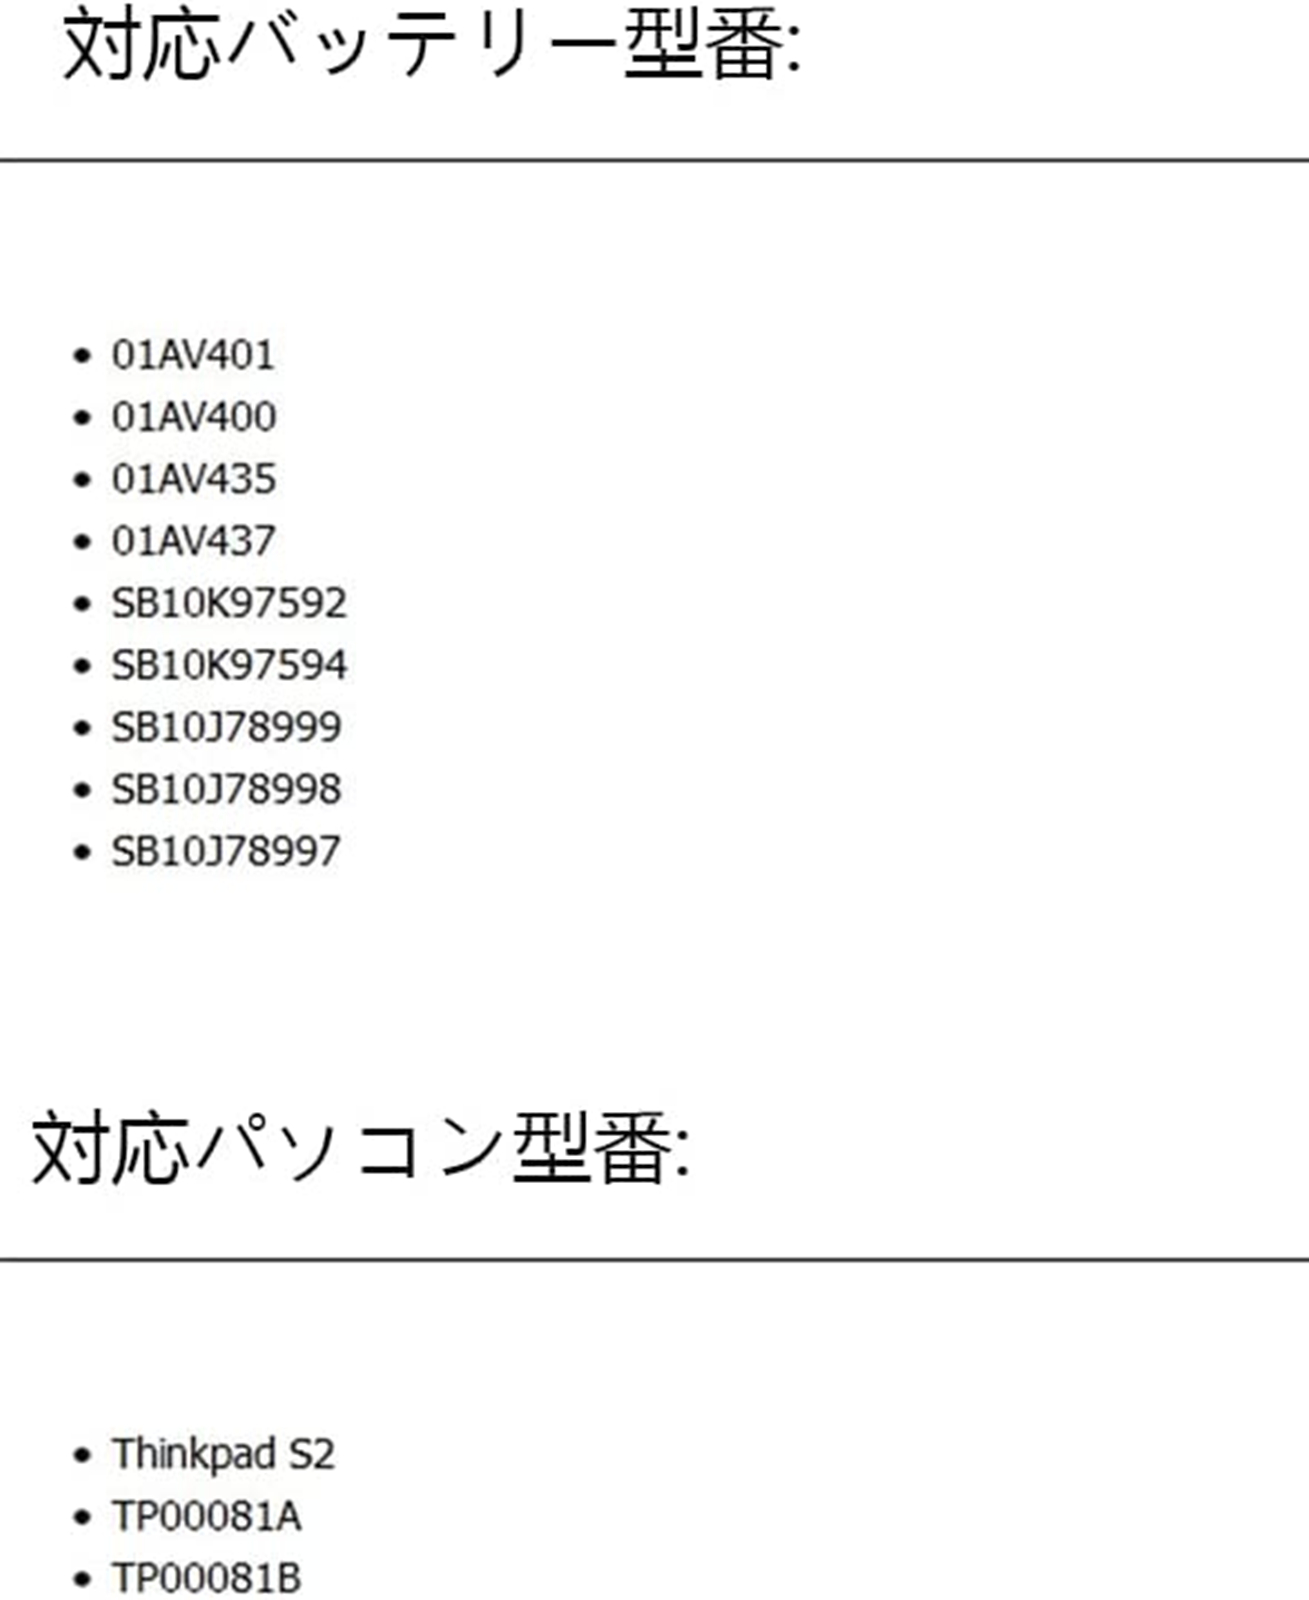 対応バッテリー型番:
• 01AV401
• 01AV400
• 01AV435
• 01AV437
• SB10K97592
• SB10K97594
• SB10J78999
• SB10J78998
• SB10J78997
対応パソコン型番:
• Thinkpad S2
• TP00081A
• TP00081B